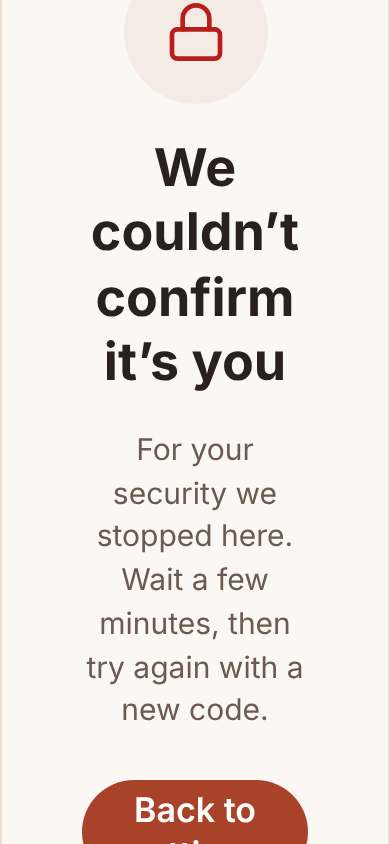 We
couldn’t
confirm
it’s you
For your
security we
stopped here.
Wait a few
minutes, then
try again with a
new code.
Back to